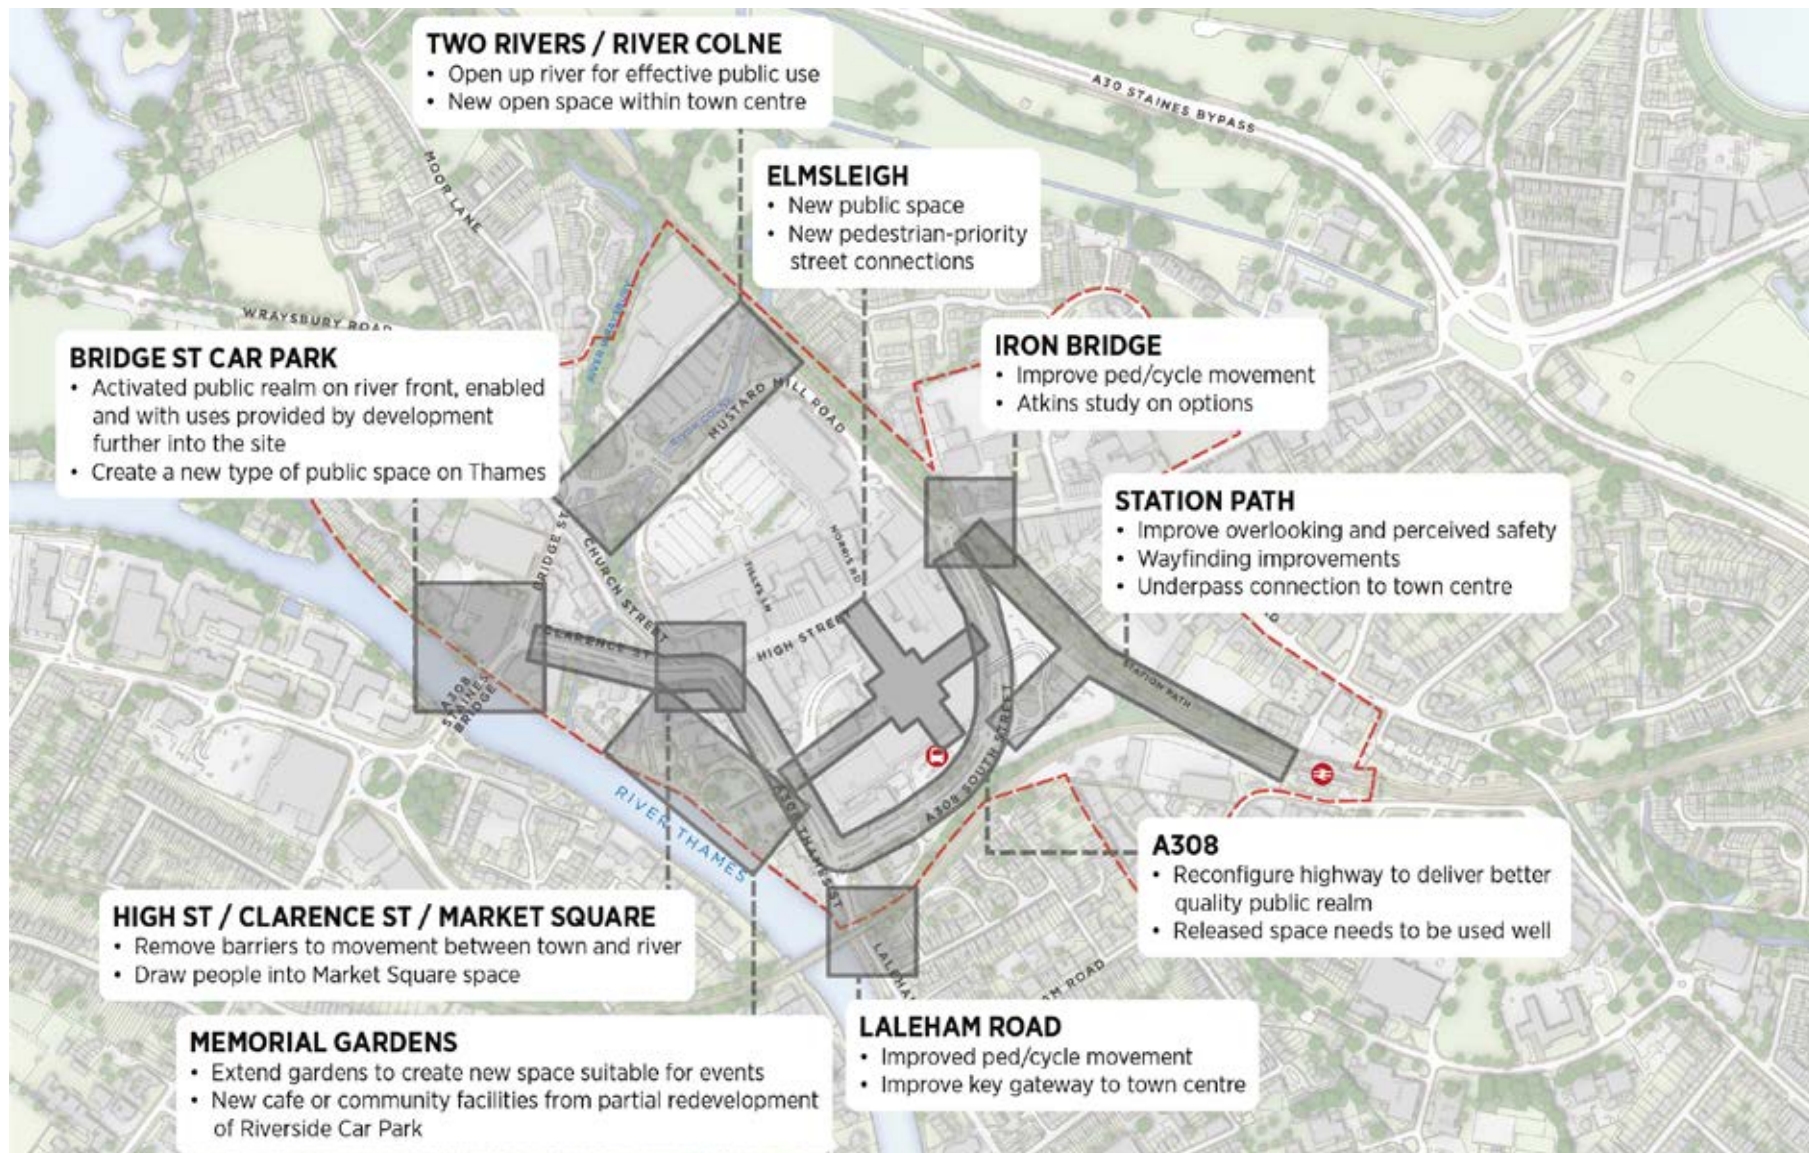 TWO RIVERS / RIVER COLNE
• Open up river for effective public use
• New open space within town centre
A30 STAINES BYPASS
MOOR LANE
ELMSLEIGH
• New public space
• New pedestrian-priority
street connections
WRAYSBURY ROAD
BRIDGE ST CAR PARK
• Activated public realm on river front, enabled
and with uses provided by development
further into the site
• Create a new type of public space on Thames
IRON BRIDGE
• Improve ped/cycle movement
• Atkins study on options
MUSTARD MILL ROAD
RIVER COLNE
STATION PATH
• Improve overlooking and perceived safety
• Wayfinding improvements
• Underpass connection to town centre
BRIDGE ST
CHURCH STREET
NORRIS RD
TILLYS LN
CLARENCE ST
HIGH STREET
A308
STAINES
BRIDGE
STATION PATH
A308 SOUTH STREET
RIVER THAMES
A308 THAMES ST
A308
• Reconfigure highway to deliver better
quality public realm
• Released space needs to be used well
HIGH ST / CLARENCE ST / MARKET SQUARE
• Remove barriers to movement between town and river
• Draw people into Market Square space
MEMORIAL GARDENS
• Extend gardens to create new space suitable for events
• New cafe or community facilities from partial redevelopment
of Riverside Car Park
LALEHAM ROAD
• Improved ped/cycle movement
• Improve key gateway to town centre